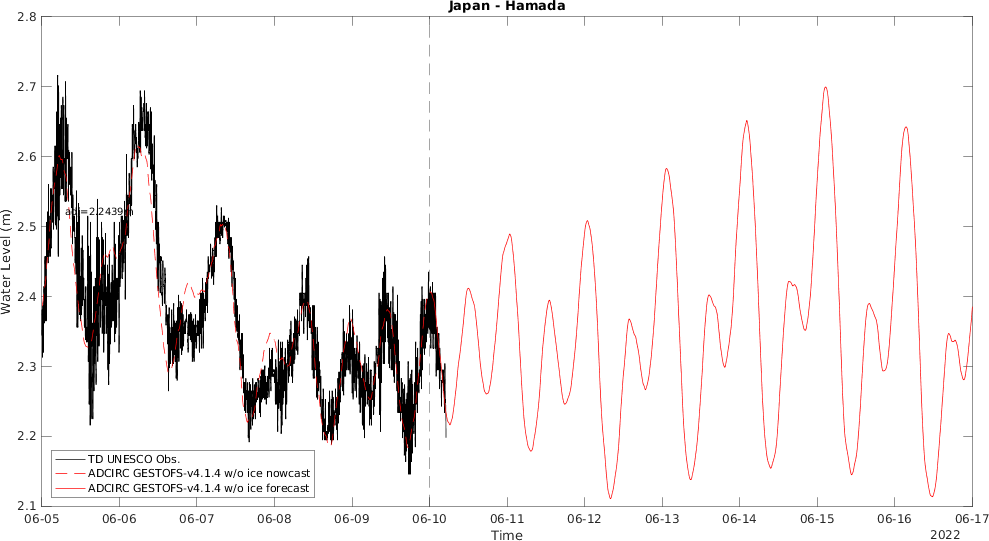 Japan - Hamada
2.8
2.7
2.6
2.5
2.4
2.3
2.2
2.1
Water Level (m)
TD UNESCO Obs.
ADCIRC GESTOFS-v4.1.4 w/o ice nowcast
ADCIRC GESTOFS-v4.1.4 w/o ice forecast
06-05 06-06 06-07 06-08 06-09 06-10 06-11 06-12 06-13 06-14 06-15 06-16 06-17
Time
2022